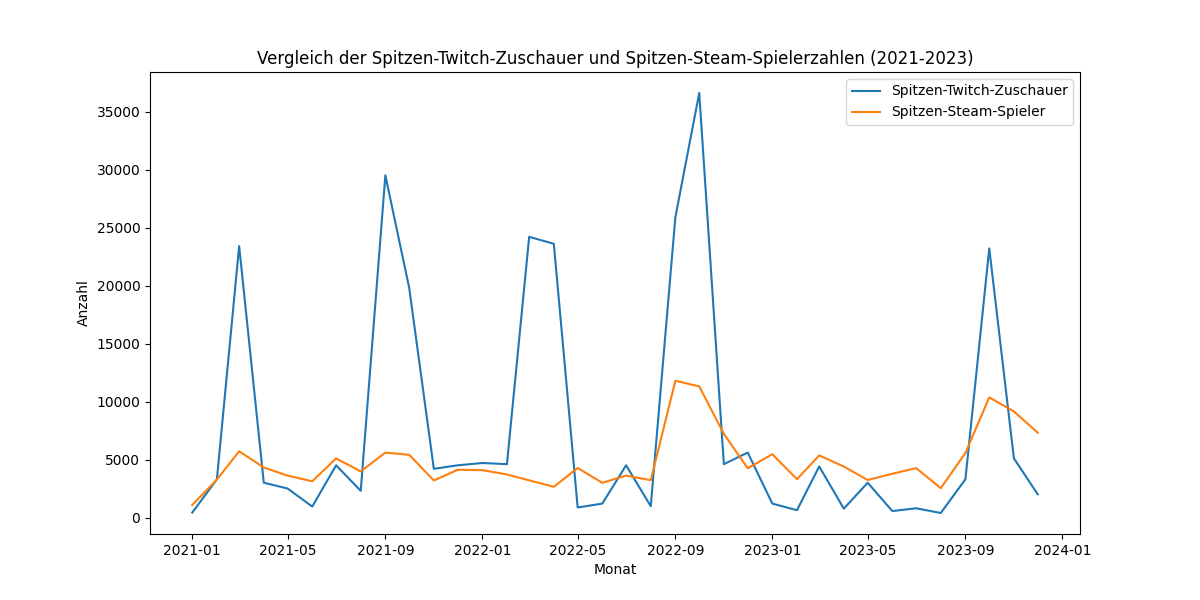 Vergleich der Spitzen-Twitch-Zuschauer und Spitzen-Steam-Spielerzahlen (2021-2023)
Spitzen-Twitch-Zuschauer
Spitzen-Steam-Spieler
35000
30000
25000
20000
15000
10000
5000
0
Anzahl
2021-01 2021-05 2021-09 2022-01 2022-05 2022-09 2023-01 2023-05 2023-09 2024-01
Monat